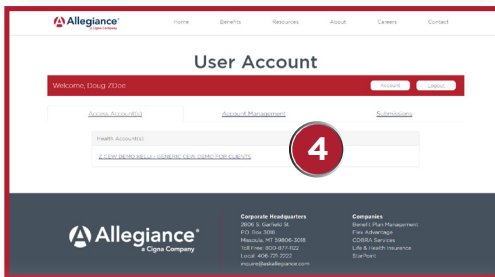 Allegiance
a Cigna Company
Home Benefits Resources About Careers Contact
User Account
Welcome, Doug ZDoe
Account Logout
Access Account(s) Account Management Submissions
Health Account(s)
Z CEW DEMO KELLI - GENERIC CEW DEMO FOR CLIENTS
4
Allegiance
a Cigna Company
Corporate Headquarters
2806 S. Garfield St.
P.O. Box 3018
Missoula, MT 59806-3018
Toll Free: 800-877-1122
Local: 406-721-2222
inquire@askallegiance.com
Companies
Benefit Plan Management
Flex Advantage
COBRA Services
Life & Health Insurance
StarPoint